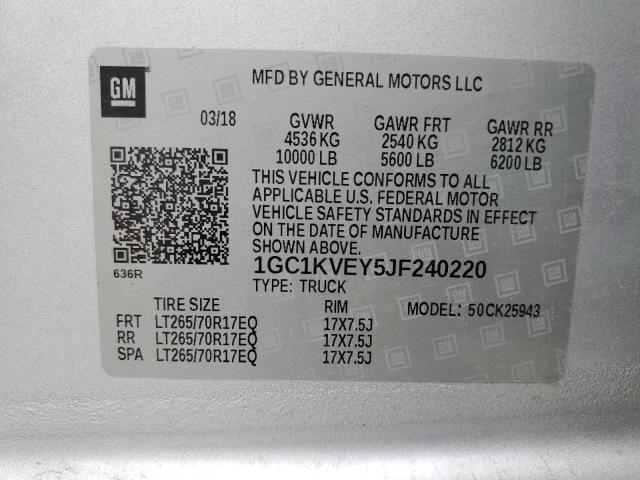 GM
MFD BY GENERAL MOTORS LLC
03/18
GVWR GAWR FRT GAWR RR
4536 KG 2540 KG 2812 KG
10000 LB 5600 LB 6200 LB
THIS VEHICLE CONFORMS TO ALL
APPLICABLE U.S. FEDERAL MOTOR
VEHICLE SAFETY STANDARDS IN EFFECT
ON THE DATE OF MANUFACTURE
SHOWN ABOVE.
636R
1GC1KVEY5JF240220
TYPE: TRUCK
TIRE SIZE RIM MODEL: 50CK25943
FRT LT265/70R17EQ 17X7.5J
RR LT265/70R17EQ 17X7.5J
SPA LT265/70R17EQ 17X7.5J